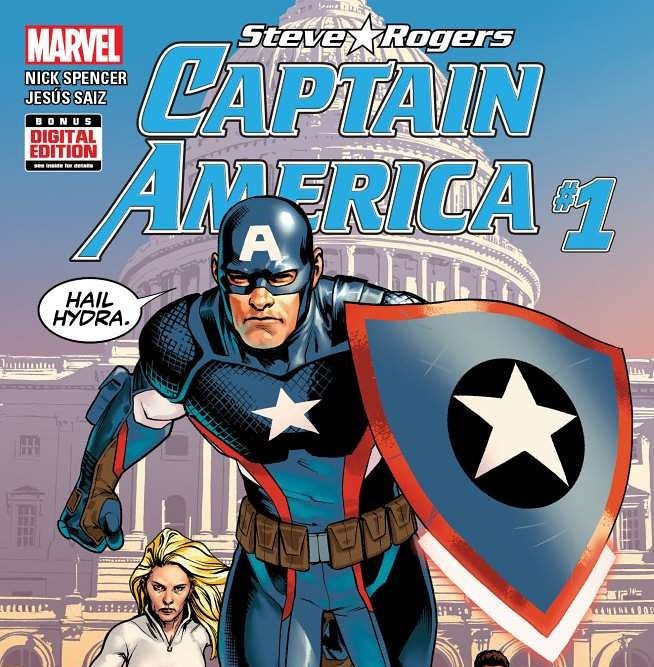 MARVEL
NICK SPENCER
JESÚS SAIZ
BONUS
DIGITAL
EDITION
see inside for details
Steve★Rogers
CAPTAIN
AMERICA #1
A
HAIL
HYDRA.